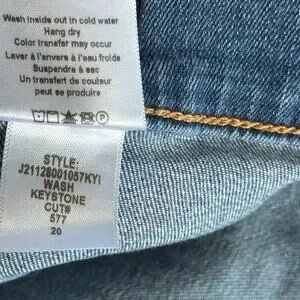 Wash inside out in cold water
Hang dry
Color transfer may occur
Laver à l'envers à l'eau froide
Suspendre à sec
Un transfert de couleur
peut se produire
STYLE:
J21128001057KYI
WASH
KEYSTONE
CUT#
577
20